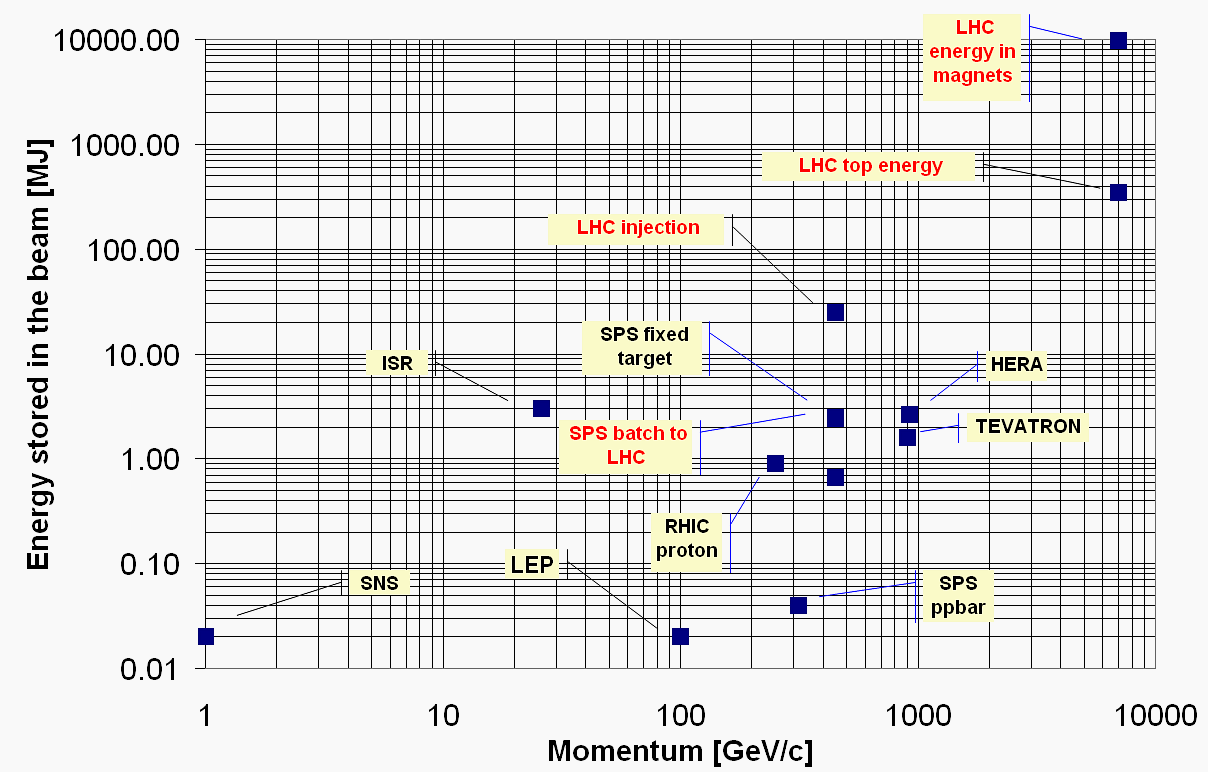 LHC
energy in
magnets
10000.00
1000.00
LHC top energy
LHC injection
100.00
SPS fixed
target
10.00
ISR
HERA
TEVATRON
SPS batch to
LHC
1.00
RHIC
proton
LEP
0.10
SNS
SPS
ppbar
0.01
Energy stored in the beam [MJ]
1 10 100 1000 10000
Momentum [GeV/c]